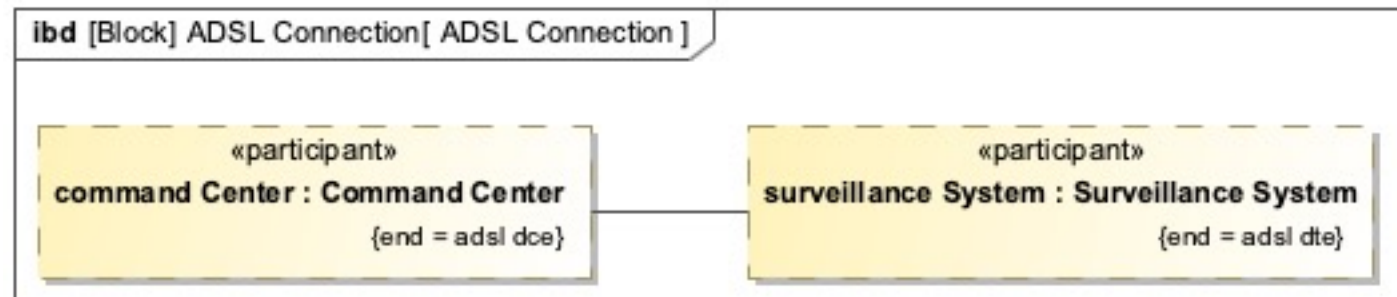 ibd [Block] ADSL Connection[ ADSL Connection ]
«participant»
command Center : Command Center
{end = adsl dce}
«participant»
surveillance System : Surveillance System
{end = adsl dte}